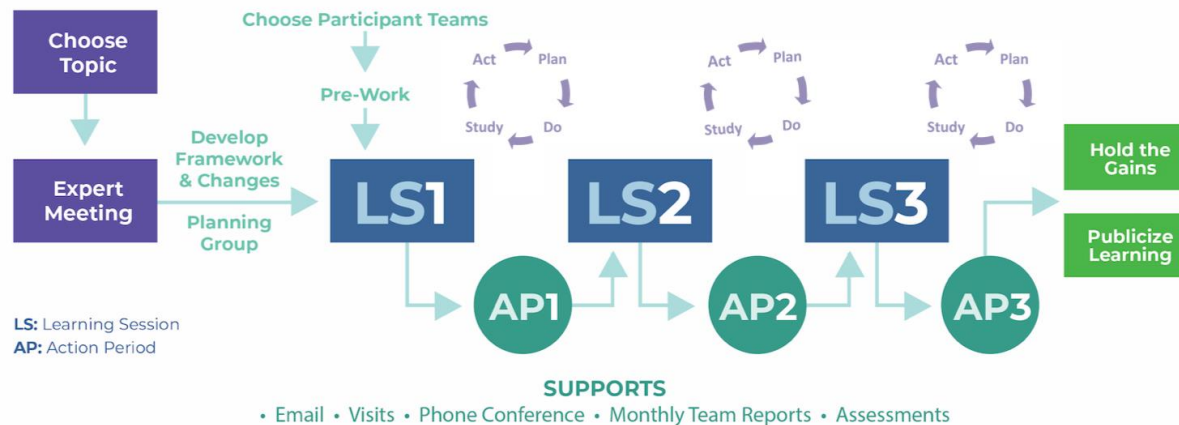 Choose
Topic
Expert
Meeting
Develop
Framework
& Changes
Planning
Group
Choose Participant Teams
Pre-Work
LS1
Act
Plan
Study
Do
LS2
Act
Plan
Study
Do
LS3
Act
Plan
Study
Do
AP1
AP2
AP3
Hold the
Gains
Publicize
Learning
LS: Learning Session
AP: Action Period
SUPPORTS
• Email • Visits • Phone Conference • Monthly Team Reports • Assessments